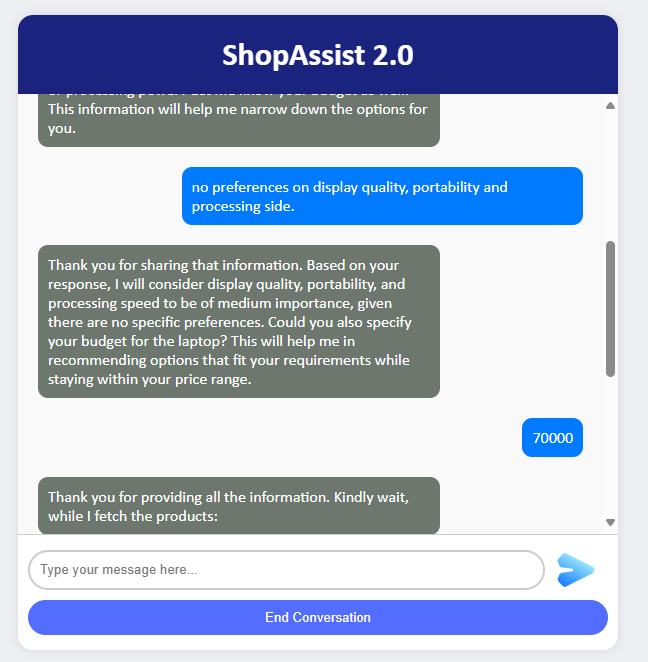 ShopAssist 2.0
This information will help me narrow down the options for
you.
no preferences on display quality, portability and
processing side.
Thank you for sharing that information. Based on your
response, I will consider display quality, portability, and
processing speed to be of medium importance, given
there are no specific preferences. Could you also specify
your budget for the laptop? This will help me in
recommending options that fit your requirements while
staying within your price range.
70000
Thank you for providing all the information. Kindly wait,
while I fetch the products:
Type your message here...
End Conversation